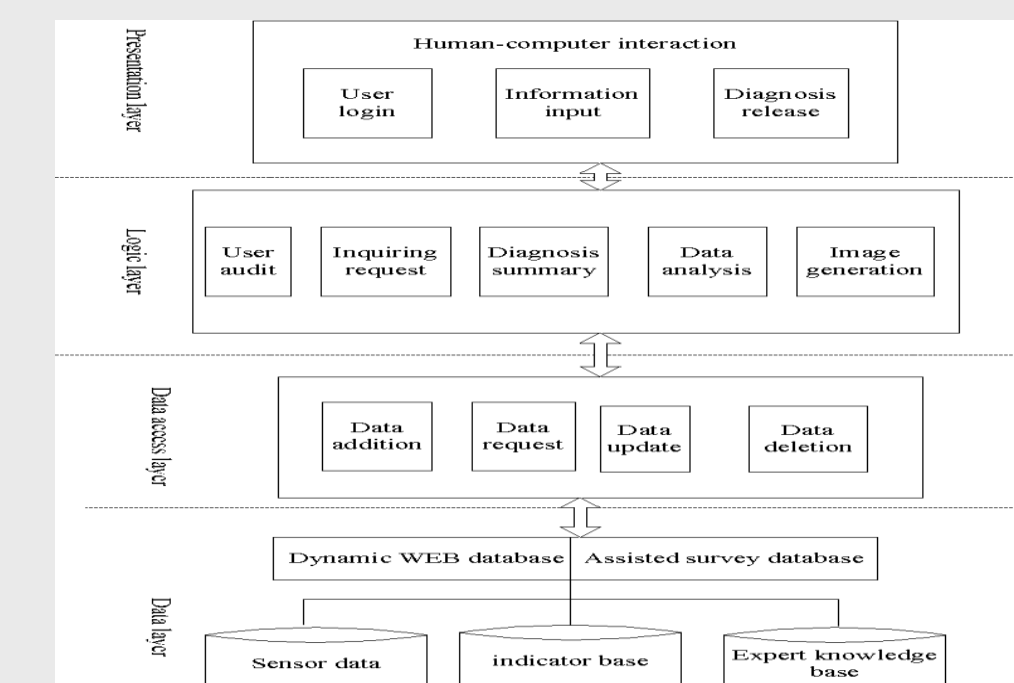 Presentation layer
Human-computer interaction
User
login
Information
input
Diagnosis
release
Logic layer
User
audit
Inquiring
request
Diagnosis
summary
Data
analysis
Image
generation
Data access layer
Data
addition
Data
request
Data
update
Data
deletion
Data layer
Dynamic WEB database
Assisted survey database
Sensor data
indicator base
Expert knowledge
base